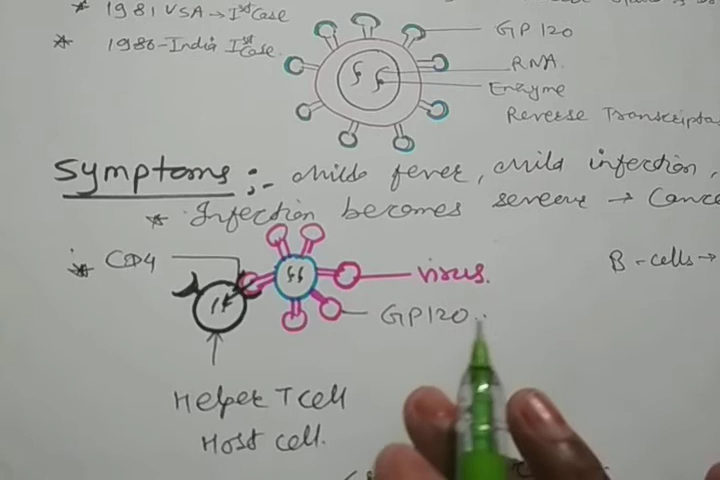 * 1981 USA → Ist Case
* 1986 - India Ist Case.
GP 120
RNA.
Enzyme
Reverse Transcripta
Symptoms :- Mild fever, Mild infection,
* Infection becomes severe → Cance
* CD4
virus.
GP120
B-cells →
Helper T cell
Host cell.